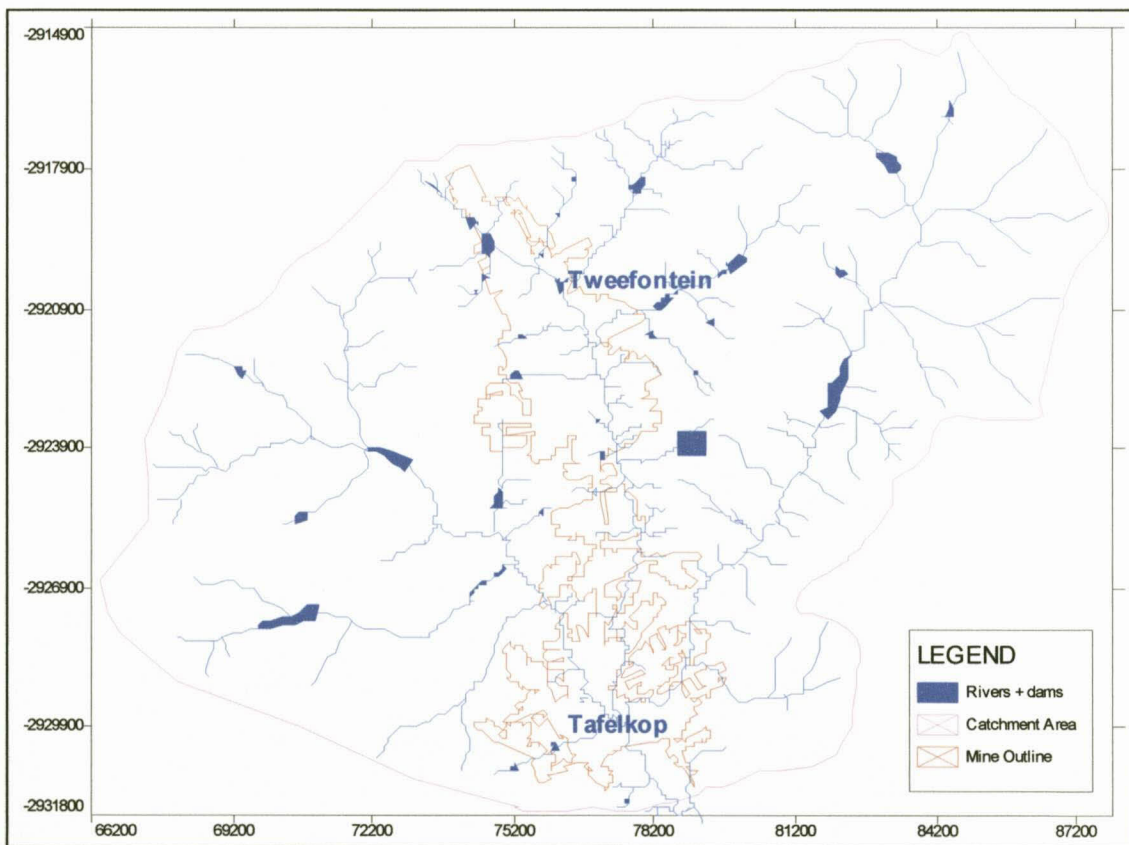 -2914900
-2917900
Tweefontein
-2920900
-2923900
-2926900
LEGEND
Rivers + dams
Catchment Area
Mine Outline
Tafelkop
-2929900
-2931800
66200 69200 72200 75200 78200 81200 84200 87200